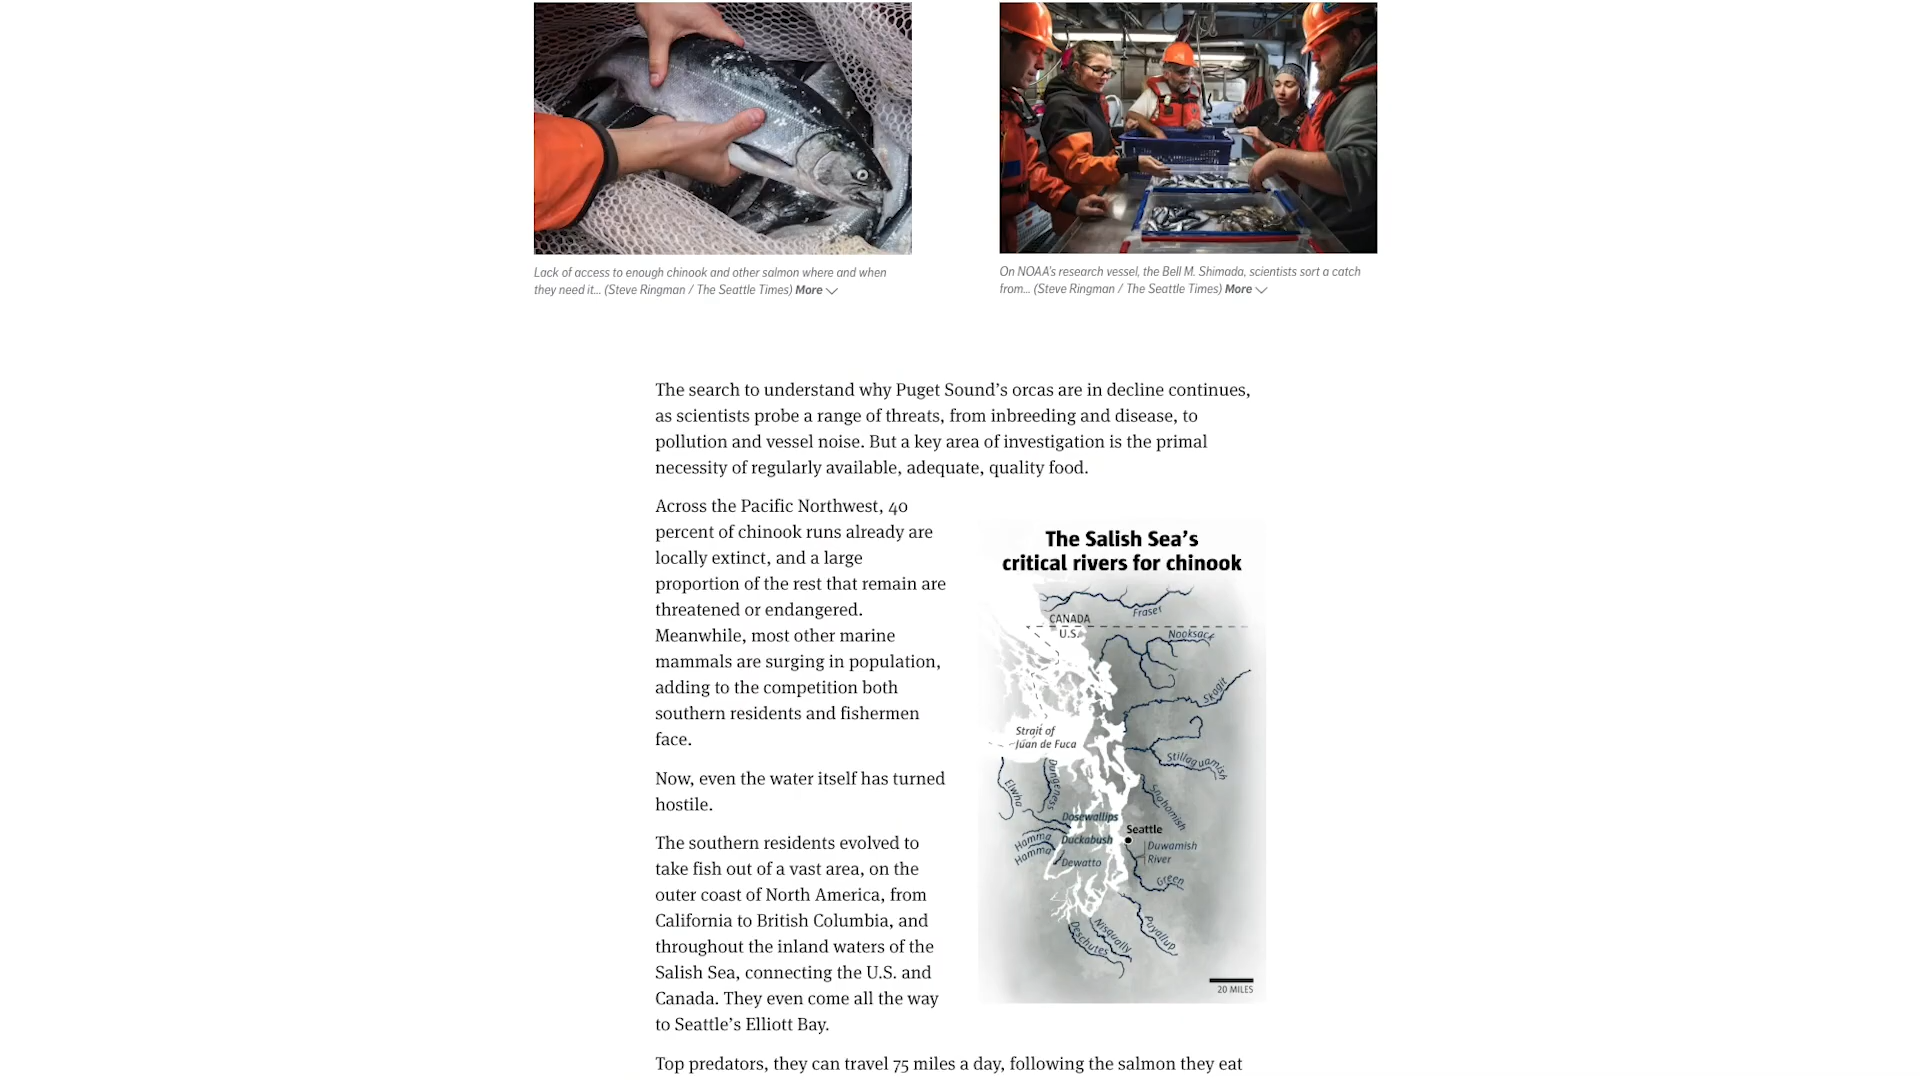 Lack of access to enough chinook and other salmon where and when
they need it... (Steve Ringman / The Seattle Times) More
On NOAA's research vessel, the Bell M. Shimada, scientists sort a catch
from... (Steve Ringman / The Seattle Times) More
The search to understand why Puget Sound's orcas are in decline continues,
as scientists probe a range of threats, from inbreeding and disease, to
pollution and vessel noise. But a key area of investigation is the primal
necessity of regularly available, adequate, quality food.
Across the Pacific Northwest, 40
percent of chinook runs already are
locally extinct, and a large
proportion of the rest that remain are
threatened or endangered.
Meanwhile, most other marine
mammals are surging in population,
adding to the competition both
southern residents and fishermen
face.
Now, even the water itself has turned
hostile.
The southern residents evolved to
take fish out of a vast area, on the
outer coast of North America, from
California to British Columbia, and
throughout the inland waters of the
Salish Sea, connecting the U.S. and
Canada. They even come all the way
to Seattle's Elliott Bay.
The Salish Sea's
critical rivers for chinook
Fraser
CANADA
U.S.
Nooksack
Skagit
Strait of
Juan de Fuca
Stillaguamish
Elwha
Dungeness
Snohomish
Dosewallips
Seattle
Hamma
Hamma
Duckabush
Duwamish
River
Dewatto
Green
Puyallup
Nisqually
Deschutes
20 MILES
Top predators, they can travel 75 miles a day, following the salmon they eat